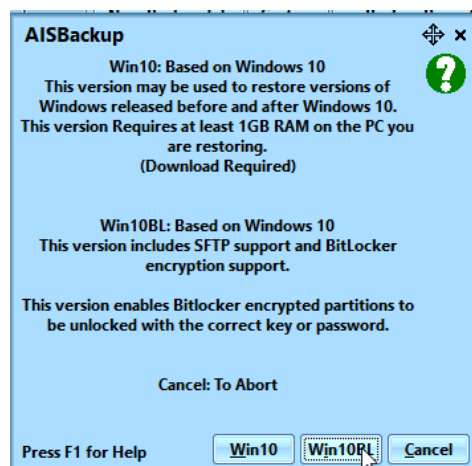 AISBackup
Win10: Based on Windows 10
This version may be used to restore versions of
Windows released before and after Windows 10.
This version Requires at least 1GB RAM on the PC you
are restoring.
(Download Required)
Win10BL: Based on Windows 10
This version includes SFTP support and BitLocker
encryption support.
This version enables Bitlocker encrypted partitions to
be unlocked with the correct key or password.
Cancel: To Abort
Press F1 for Help
Win10
Win10BL
Cancel